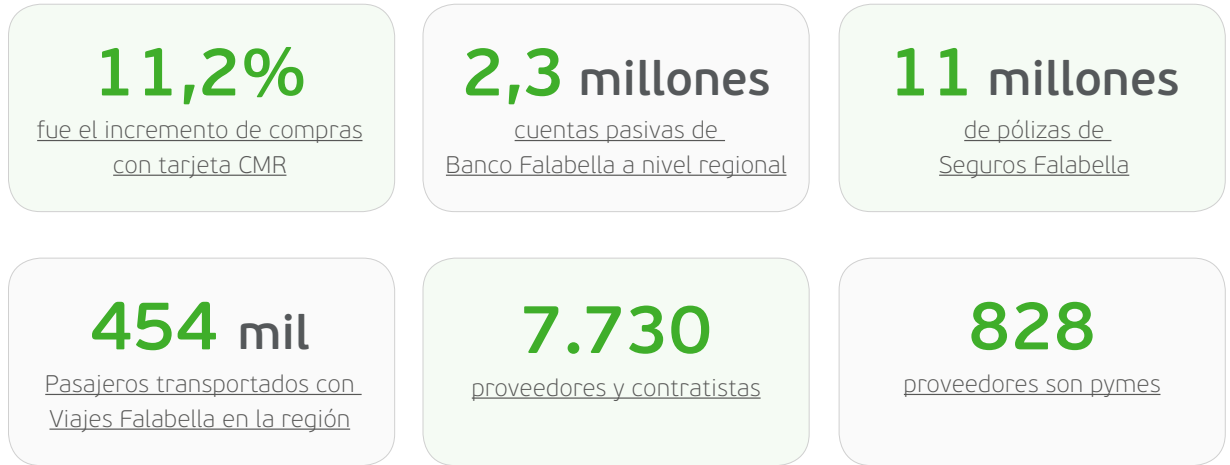 11,2%
fue el incremento de compras
con tarjeta CMR
2,3 millones
cuentas pasivas de
Banco Falabella a nivel regional
11 millones
de pólizas de
Seguros Falabella
454 mil
Pasajeros transportados con
Viajes Falabella en la región
7.730
proveedores y contratistas
828
proveedores son pymes